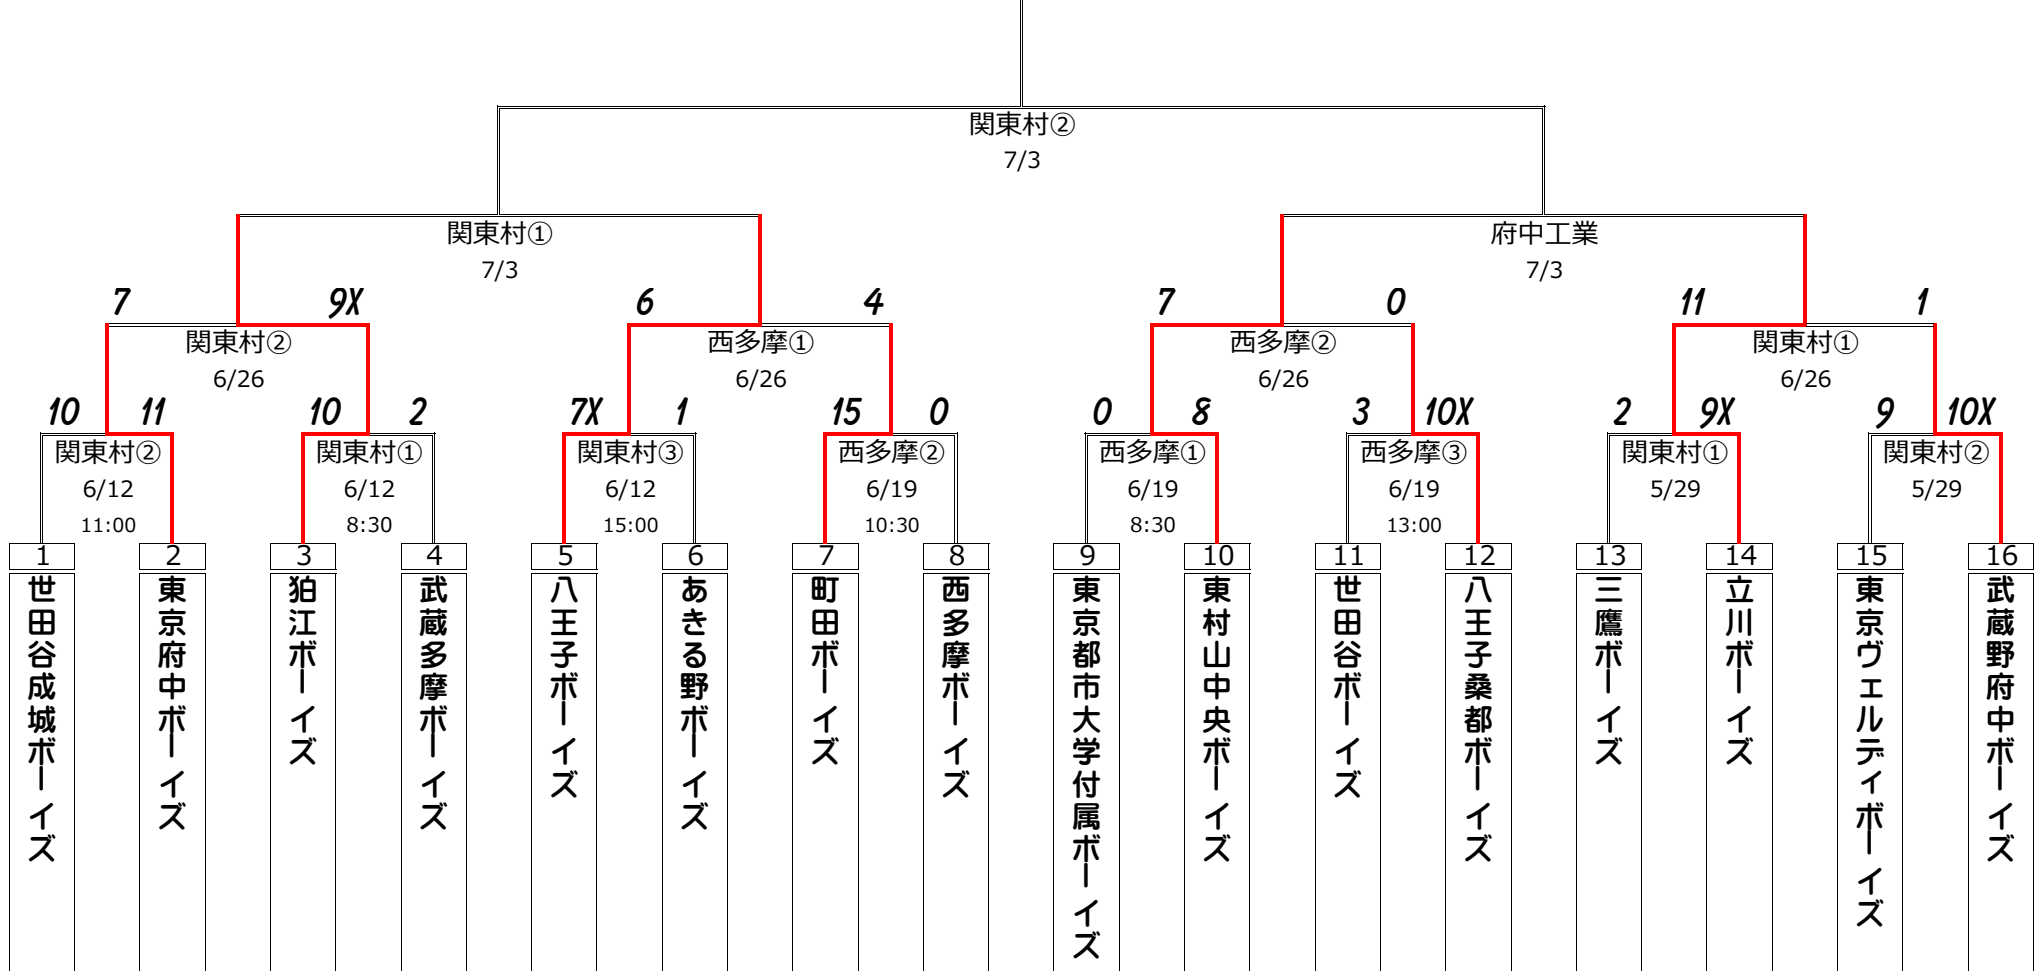 関東村②
7/3
関東村①
府中工業
7/3
7/3
7 9X 6 4 7 0 11 1
関東村② 西多摩① 西多摩② 関東村①
6/26 6/26 6/26 6/26
10 11 10 2 7X 1 15 0 0 8 3 10X 2 9X 9 10X
関東村② 関東村① 関東村③ 西多摩② 西多摩① 西多摩③ 関東村① 関東村②
6/12 6/12 6/12 6/19 6/19 6/19 5/29 5/29
11:00 8:30 15:00 10:30 8:30 13:00
1 2 3 4 5 6 7 8 9 10 11 12 13 14 15 16
世田谷成城ボーイズ
東京府中ボーイズ
狛江ボーイズ
武蔵多摩ボーイズ
八王子ボーイズ
あきる野ボーイズ
町田ボーイズ
西多摩ボーイズ
東京都市大学付属ボーイズ
東村山中央ボーイズ
世田谷ボーイズ
八王子桑都ボーイズ
三鷹ボーイズ
立川ボーイズ
東京ヴェルディボーイズ
武蔵野府中ボーイズ